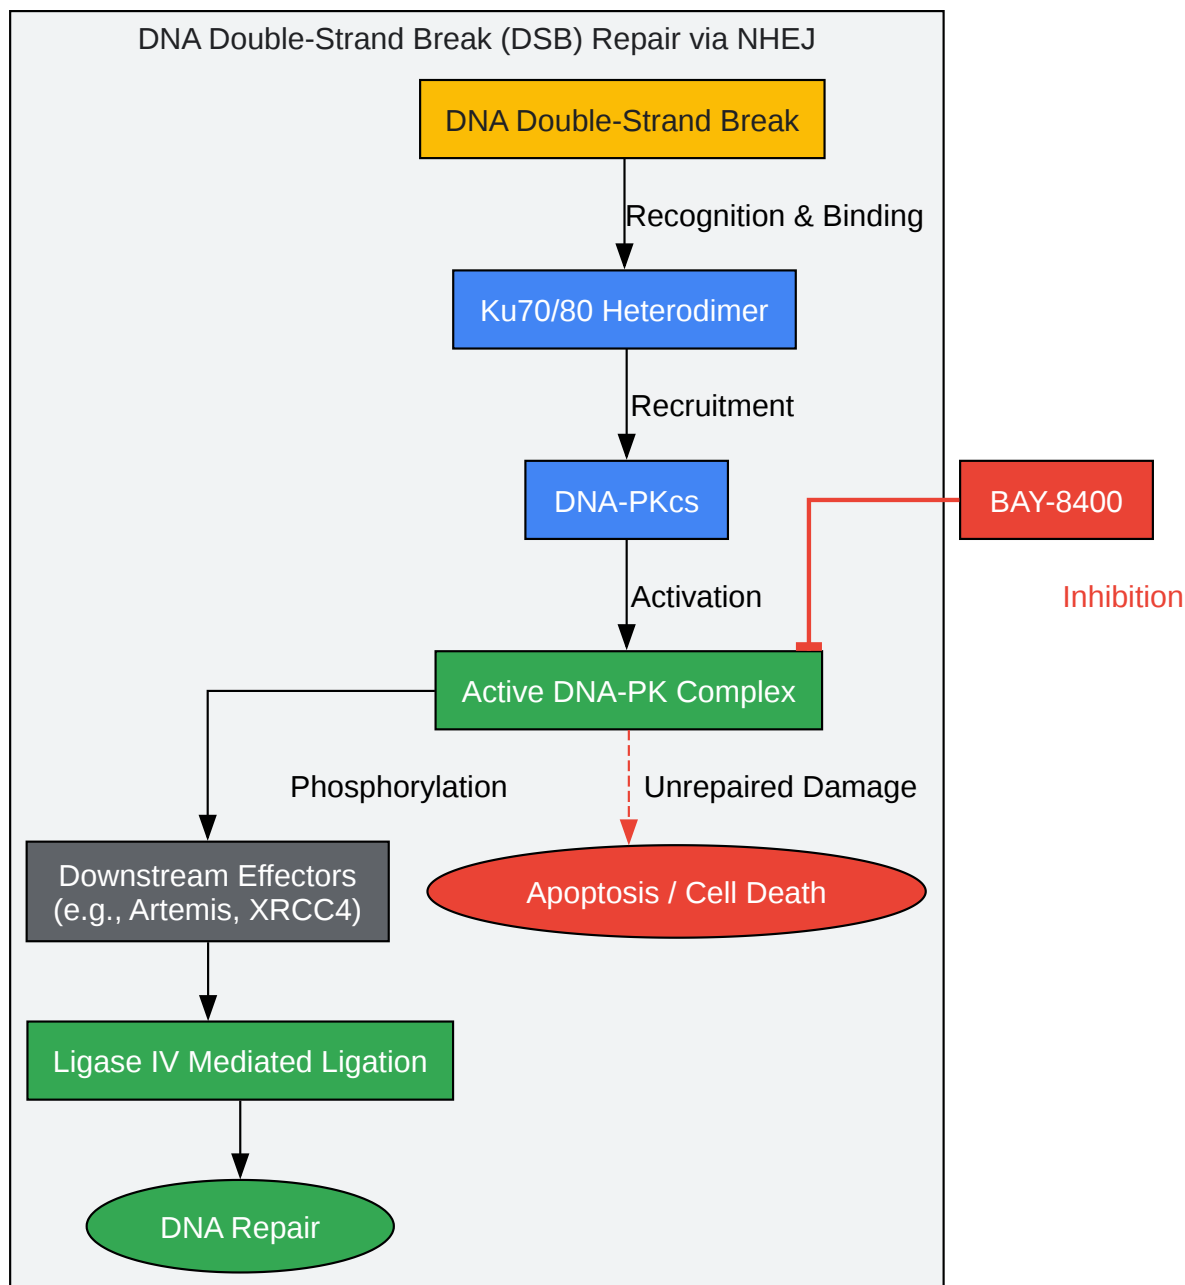 DNA Double-Strand Break (DSB) Repair via NHEJ
DNA Double-Strand Break
Recognition & Binding
Ku70/80 Heterodimer
Recruitment
DNA-PKcs
BAY-8400
Activation
Inhibition
Active DNA-PK Complex
Phosphorylation
Unrepaired Damage
Downstream Effectors
(e.g., Artemis, XRCC4)
Apoptosis / Cell Death
Ligase IV Mediated Ligation
DNA Repair